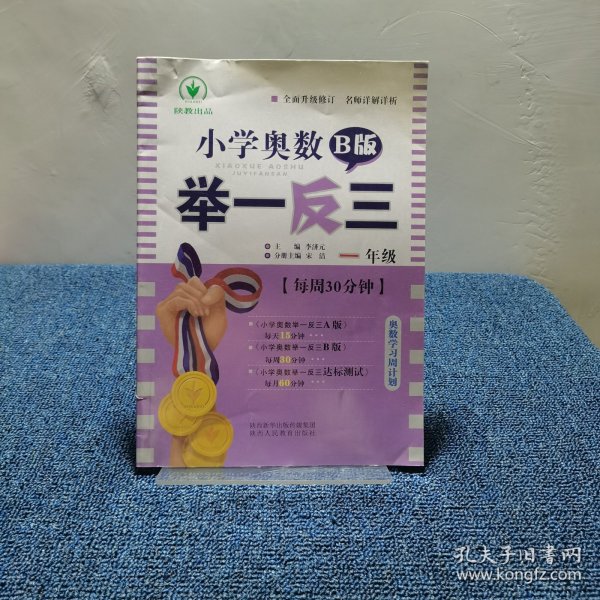 陕教出品
全面升级修订 名师详解详析
小学奥数B版
XIAOXUE AOSHU
JUYIFANSAN
举一反三
主 编 李济元
分册主编 宋洁
一年级
【每周30分钟】
《小学奥数举一反三A版》
每天15分钟
《小学奥数举一反三B版》
每周30分钟
《小学奥数举一反三达标测试》
每月60分钟
奥数学习周计划
陕西新华出版传媒集团
陕西人民教育出版社
孔夫子旧书网
www.kongfz.com